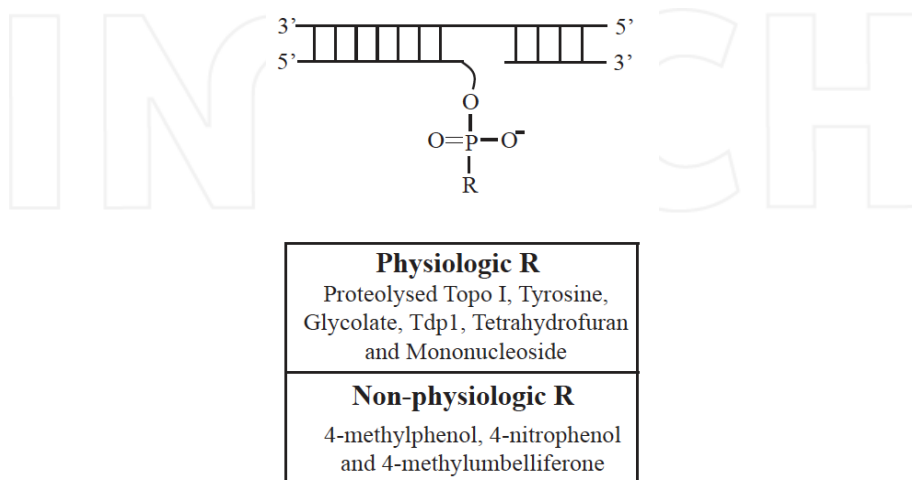 INTECH
3’ 5’
5’ 3’
O
O=P–O-
R
Physiologic R
Proteolysed Topo I, Tyrosine,
Glycolate, Tdp1, Tetrahydrofuran
and Mononucleoside
Non-physiologic R
4-methylphenol, 4-nitrophenol
and 4-methylumbelliferone